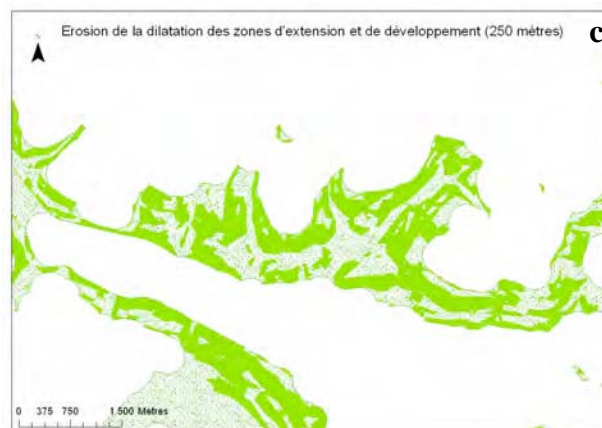 Erosion de la dilatation des zones d'extension et de développement (250 mètres)
c
0 375 750 1 500 Mètres